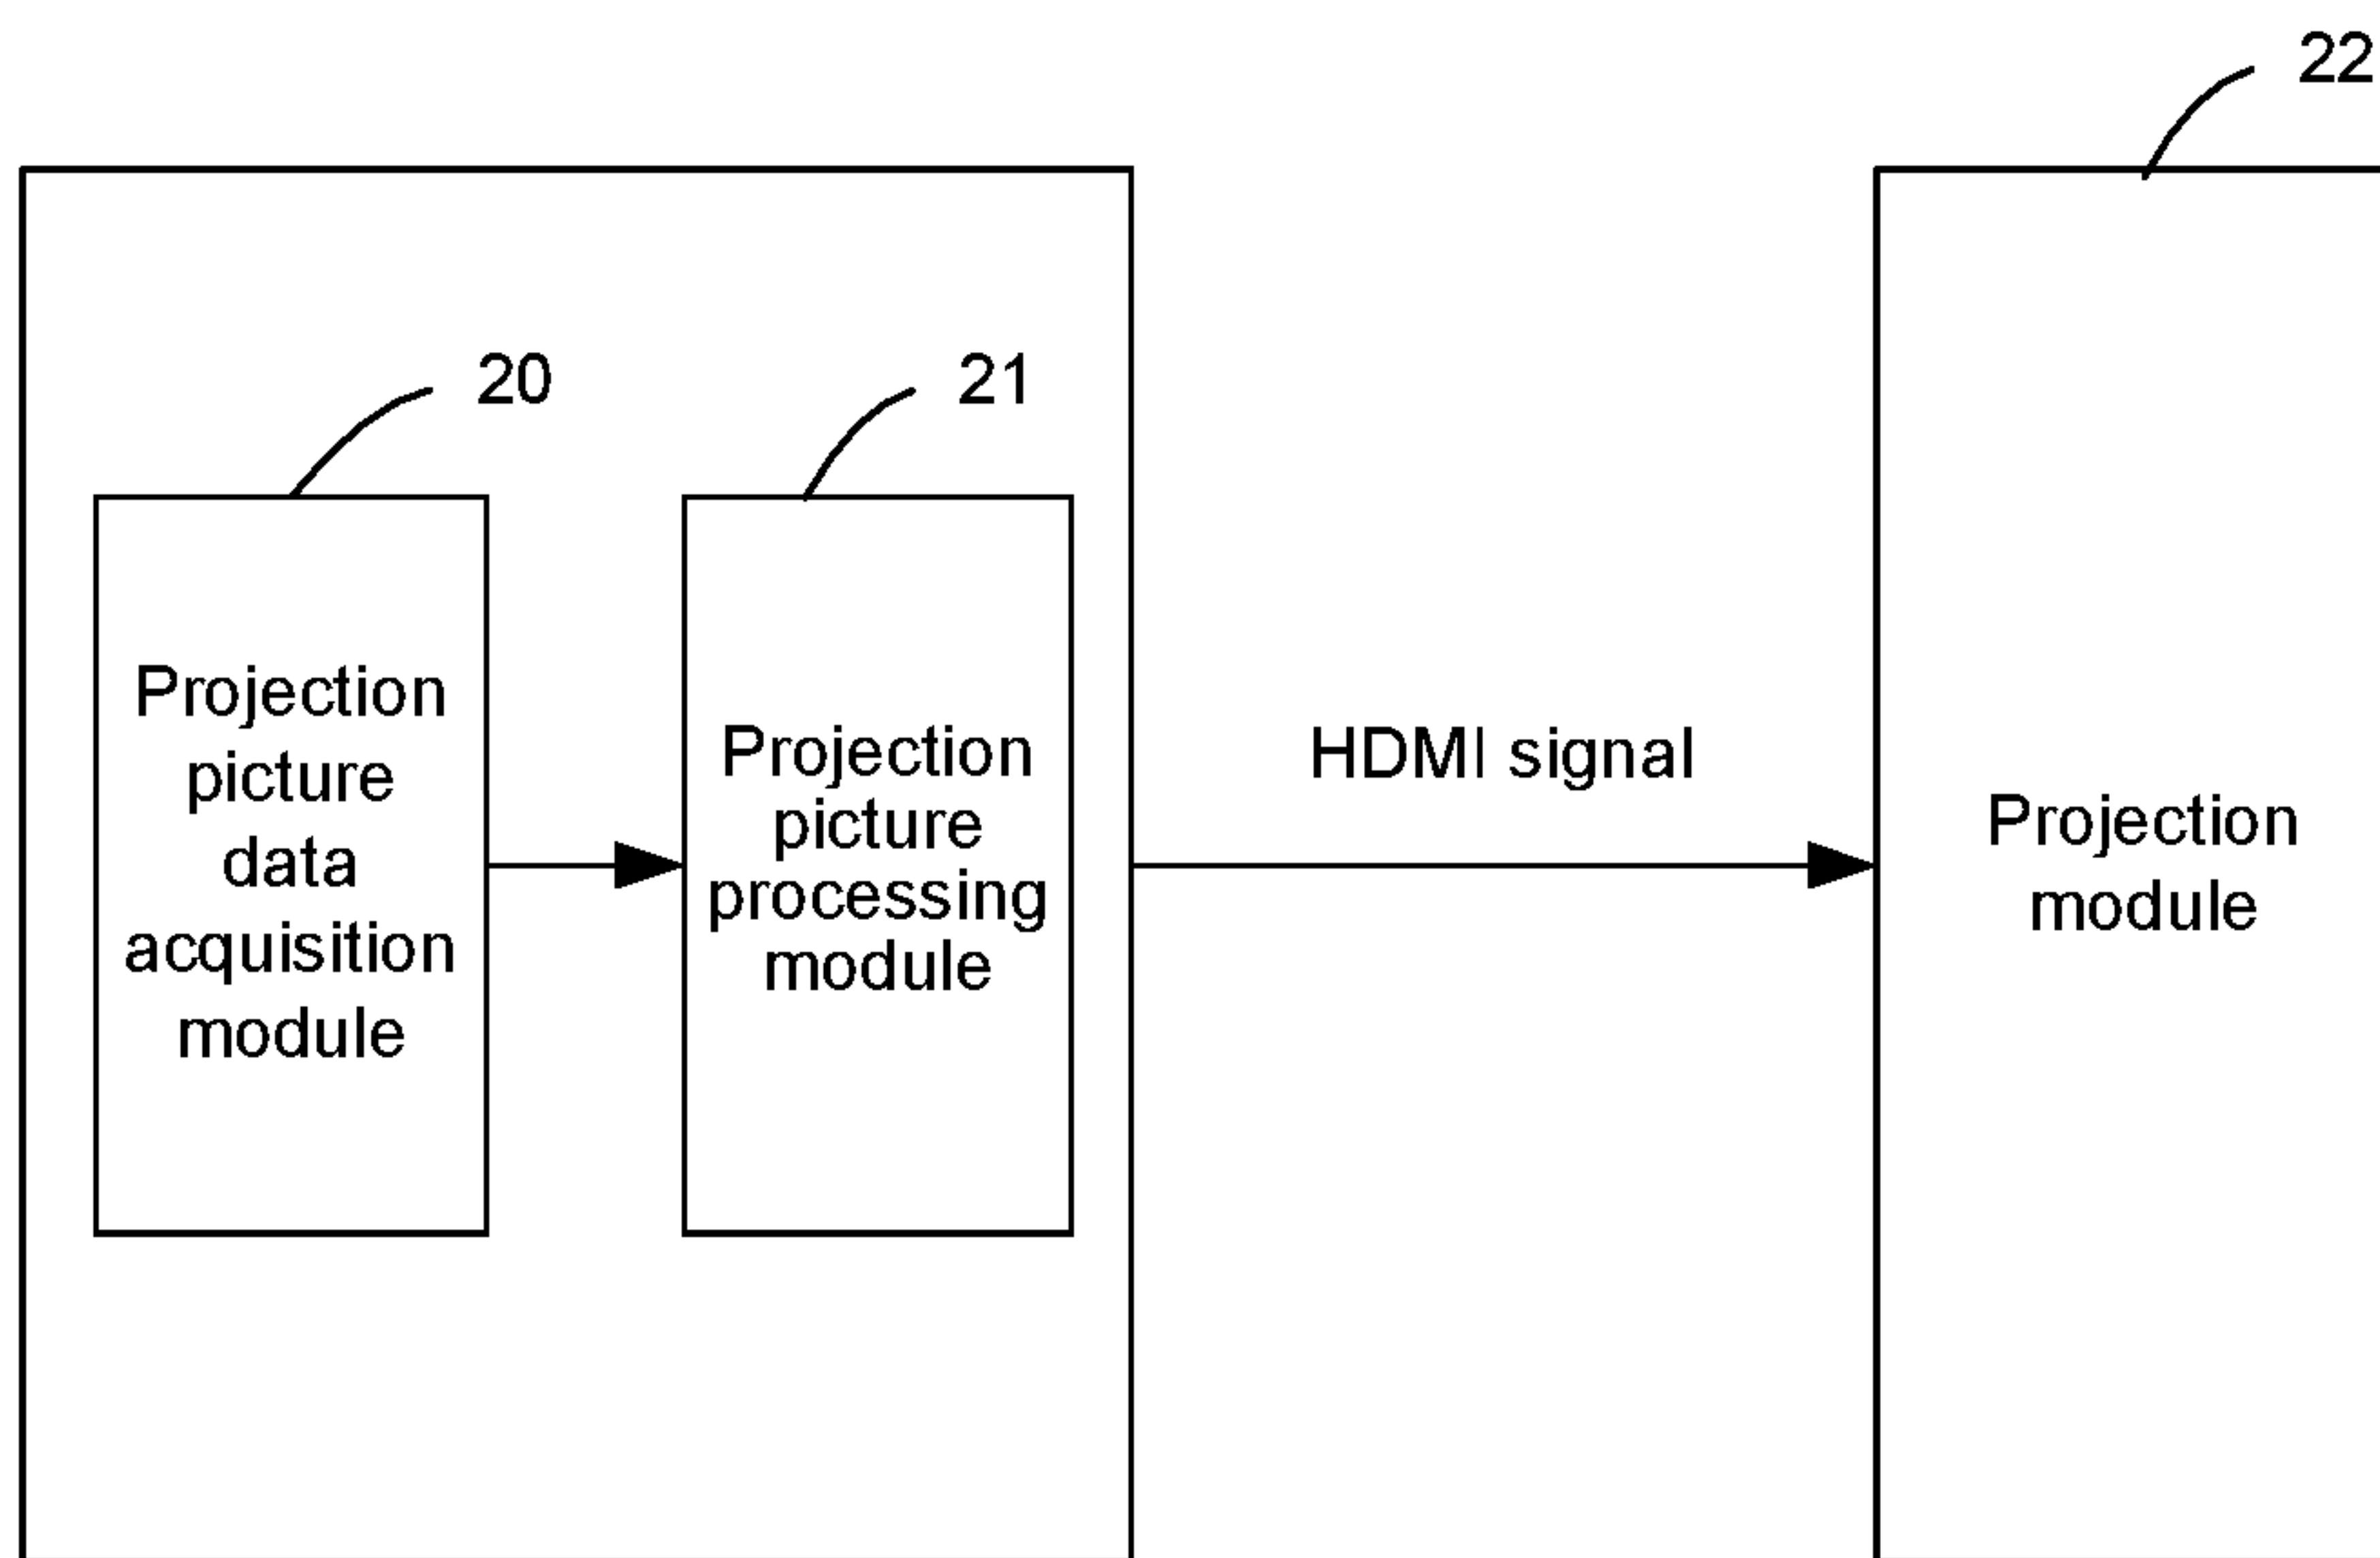 22
20
21
Projection
picture
data
acquisition
module
Projection
picture
processing
module
HDMI signal
Projection
module